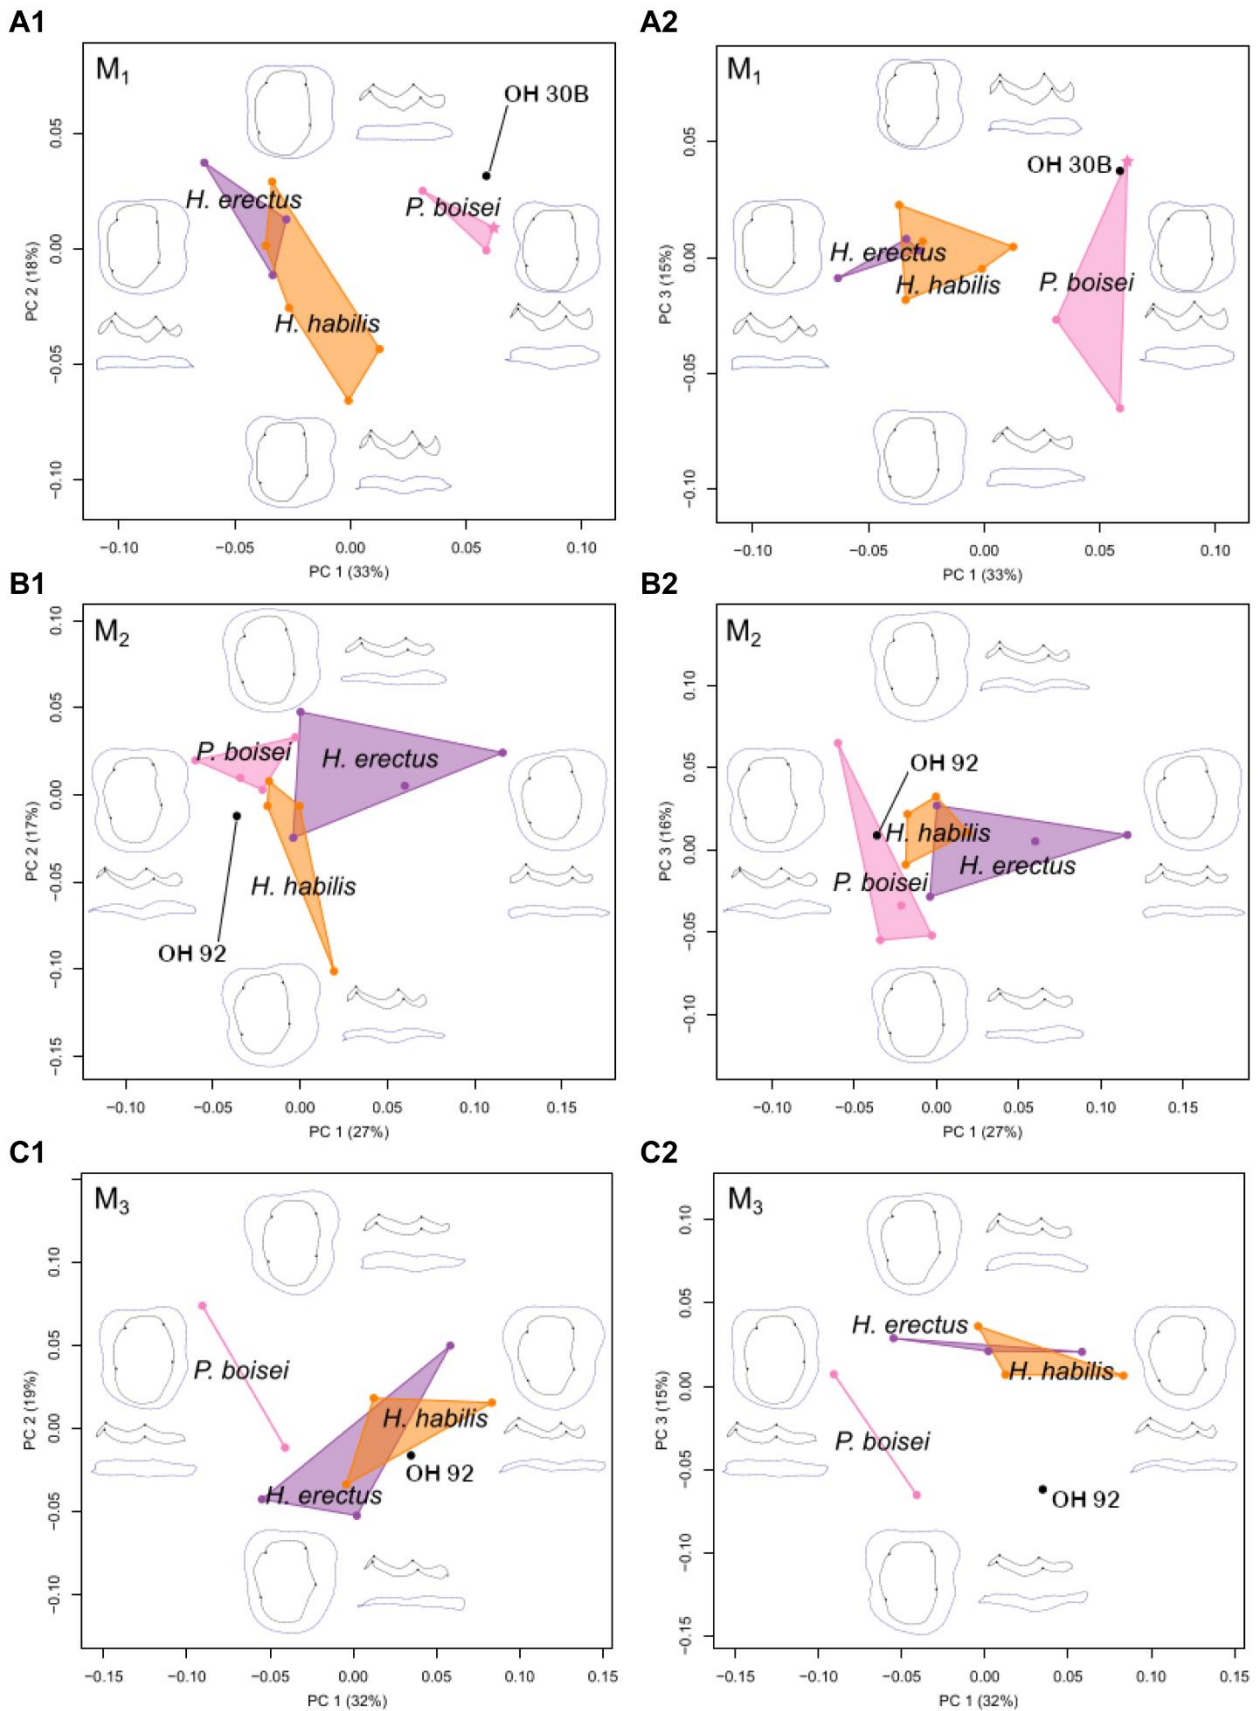 A1
M₁
OH 30B
H. erectus
P. boisei
H. habilis
PC 2 (18%)
0.05
0.00
−0.05
−0.10
−0.10
−0.05
0.00
0.05
0.10
PC 1 (33%)
A2
M₁
OH 30B
H. erectus
H. habilis
P. boisei
PC 3 (15%)
0.05
0.00
−0.05
−0.10
−0.10
−0.05
0.00
0.05
0.10
PC 1 (33%)
B1
M₂
P. boisei
H. erectus
H. habilis
OH 92
PC 2 (17%)
0.10
0.05
0.00
−0.05
−0.10
−0.15
−0.10
−0.05
0.00
0.05
0.10
0.15
PC 1 (27%)
B2
M₂
OH 92
H. habilis
H. erectus
P. boisei
PC 3 (16%)
0.10
0.05
0.00
−0.05
−0.10
−0.10
−0.05
0.00
0.05
0.10
0.15
PC 1 (27%)
C1
M₃
P. boisei
H. habilis
OH 92
H. erectus
PC 2 (19%)
0.10
0.05
0.00
−0.05
−0.10
−0.15
−0.10
−0.05
0.00
0.05
0.10
0.15
PC 1 (32%)
C2
M₃
H. erectus
H. habilis
P. boisei
OH 92
PC 3 (15%)
0.10
0.05
0.00
−0.05
−0.10
−0.15
−0.15
−0.10
−0.05
0.00
0.05
0.10
0.15
PC 1 (32%)